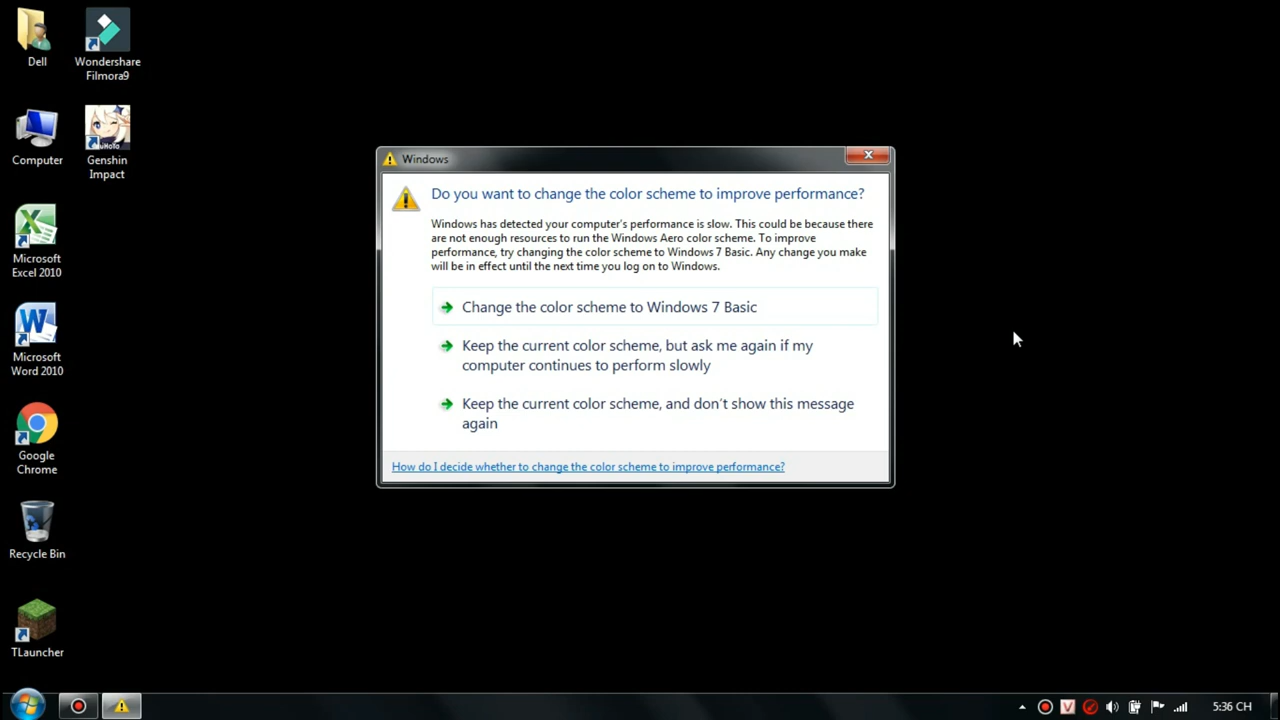 Dell
Wondershare
Filmora9
Computer
Genshin
Impact
Microsoft
Excel 2010
Microsoft
Word 2010
Google
Chrome
Recycle Bin
TLauncher
Windows
Do you want to change the color scheme to improve performance?
Windows has detected your computer's performance is slow. This could be because there
are not enough resources to run the Windows Aero color scheme. To improve
performance, try changing the color scheme to Windows 7 Basic. Any change you make
will be in effect until the next time you log on to Windows.
Change the color scheme to Windows 7 Basic
Keep the current color scheme, but ask me again if my
computer continues to perform slowly
Keep the current color scheme, and don't show this message
again
How do I decide whether to change the color scheme to improve performance?
V
5:36 CH